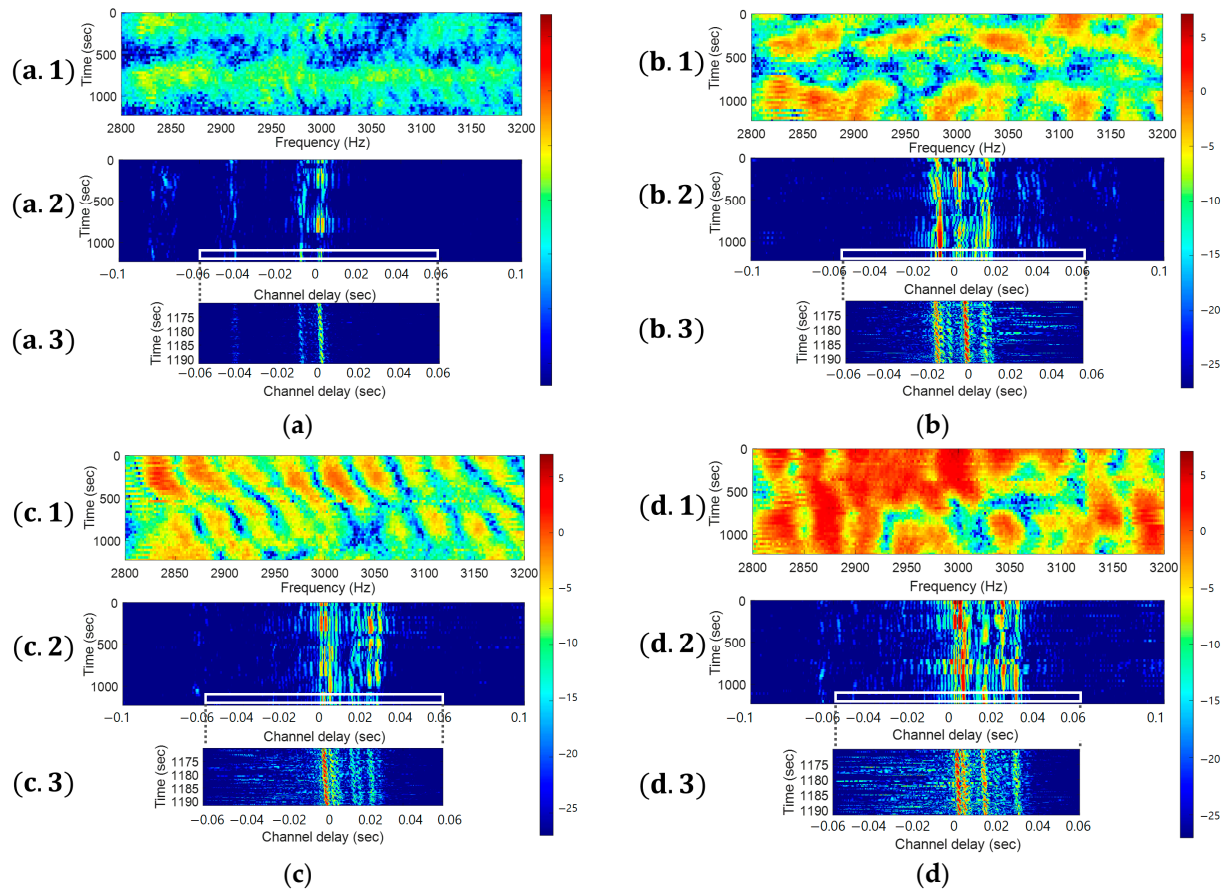 (a. 1)
Time (sec)
0
500
1000
2800 2850 2900 2950 3000 3050 3100 3150 3200
Frequency (Hz)
(a. 2)
Time (sec)
0
500
1000
−0.1 −0.06 −0.04 −0.02 0 0.02 0.04 0.06 0.1
Channel delay (sec)
(a. 3)
Time (sec)
1175
1180
1185
1190
−0.06 −0.04 −0.02 0 0.02 0.04 0.06
Channel delay (sec)
(a)
(b. 1)
Time (sec)
0
500
1000
2800 2850 2900 2950 3000 3050 3100 3150 3200
Frequency (Hz)
(b. 2)
Time (sec)
0
500
1000
−0.1 −0.06 −0.04 −0.02 0 0.02 0.04 0.06 0.1
Channel delay (sec)
(b. 3)
Time (sec)
1175
1180
1185
1190
−0.06 −0.04 −0.02 0 0.02 0.04 0.06
Channel delay (sec)
5
0
−5
−10
−15
−20
−25
(b)
(c. 1)
Time (sec)
0
500
1000
2800 2850 2900 2950 3000 3050 3100 3150 3200
Frequency (Hz)
(c. 2)
Time (sec)
0
500
1000
−0.1 −0.06 −0.04 −0.02 0 0.02 0.04 0.06 0.1
Channel delay (sec)
(c. 3)
Time (sec)
1175
1180
1185
1190
−0.06 −0.04 −0.02 0 0.02 0.04 0.06
Channel delay (sec)
5
0
−5
−10
−15
−20
−25
(c)
(d. 1)
Time (sec)
0
500
1000
2800 2850 2900 2950 3000 3050 3100 3150 3200
Frequency (Hz)
(d. 2)
Time (sec)
0
500
1000
−0.1 −0.06 −0.04 −0.02 0 0.02 0.04 0.06 0.1
Channel delay (sec)
(d. 3)
Time (sec)
1175
1180
1185
1190
−0.06 −0.04 −0.02 0 0.02 0.04 0.06
Channel delay (sec)
5
0
−5
−10
−15
−20
−25
(d)